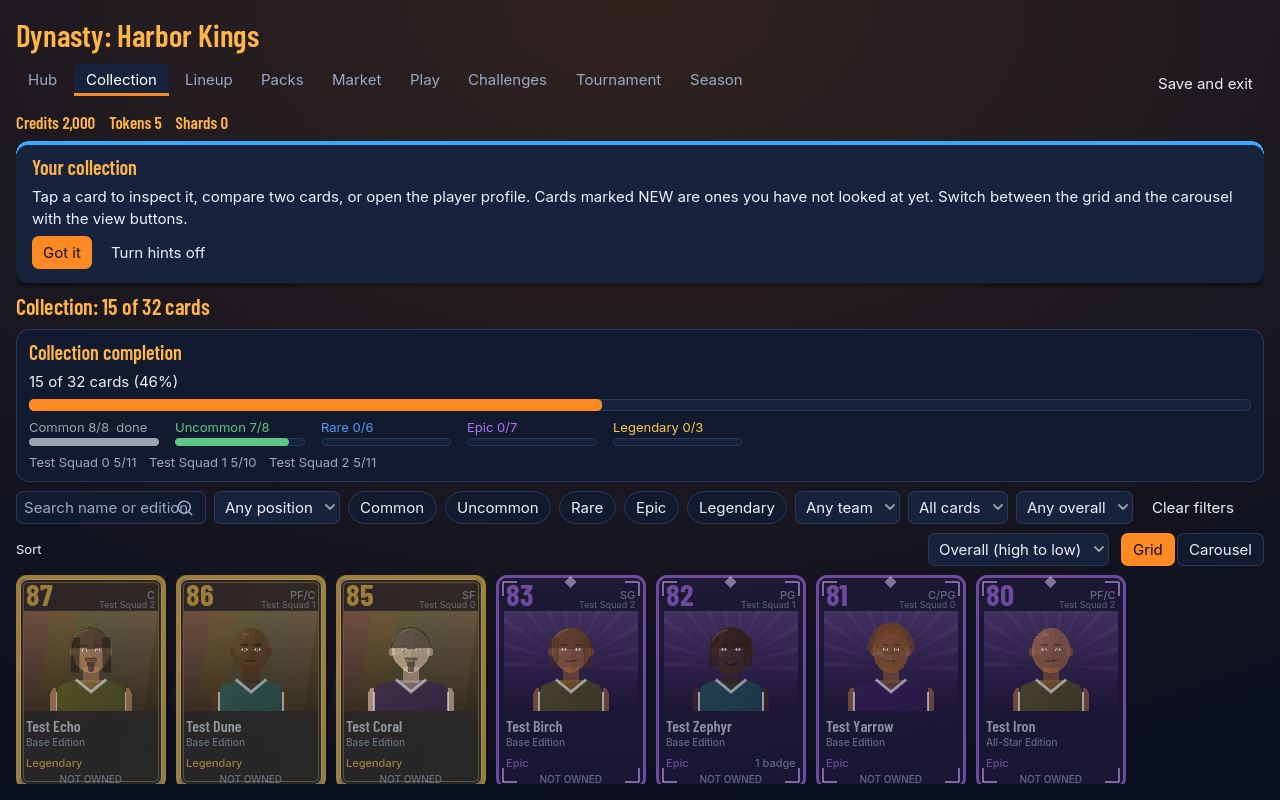 Dynasty: Harbor Kings
Hub Collection Lineup Packs Market Play Challenges Tournament Season Save and exit
Credits 2,000 Tokens 5 Shards 0
Your collection
Tap a card to inspect it, compare two cards, or open the player profile. Cards marked NEW are ones you have not looked at yet. Switch between the grid and the carousel
with the view buttons.
Got it Turn hints off
Collection: 15 of 32 cards
Collection completion
15 of 32 cards (46%)
Common 8/8 done Uncommon 7/8 Rare 0/6 Epic 0/7 Legendary 0/3
Test Squad 0 5/11 Test Squad 1 5/10 Test Squad 2 5/11
Search name or edition Any position Common Uncommon Rare Epic Legendary Any team All cards Any overall Clear filters
Sort Overall (high to low) Grid Carousel
87 C 86 PF/C 85 SF 83 SG 82 PG 81 C/PG 80 PF/C
Test Squad 2 Test Squad 1 Test Squad 0 Test Squad 2 Test Squad 1 Test Squad 0 Test Squad 2
Test Echo Test Dune Test Coral Test Birch Test Zephyr Test Yarrow Test Iron
Base Edition Base Edition Base Edition Base Edition Base Edition Base Edition All-Star Edition
Legendary Legendary Legendary Epic Epic 1 badge Epic Epic
NOT OWNED NOT OWNED NOT OWNED NOT OWNED NOT OWNED NOT OWNED NOT OWNED